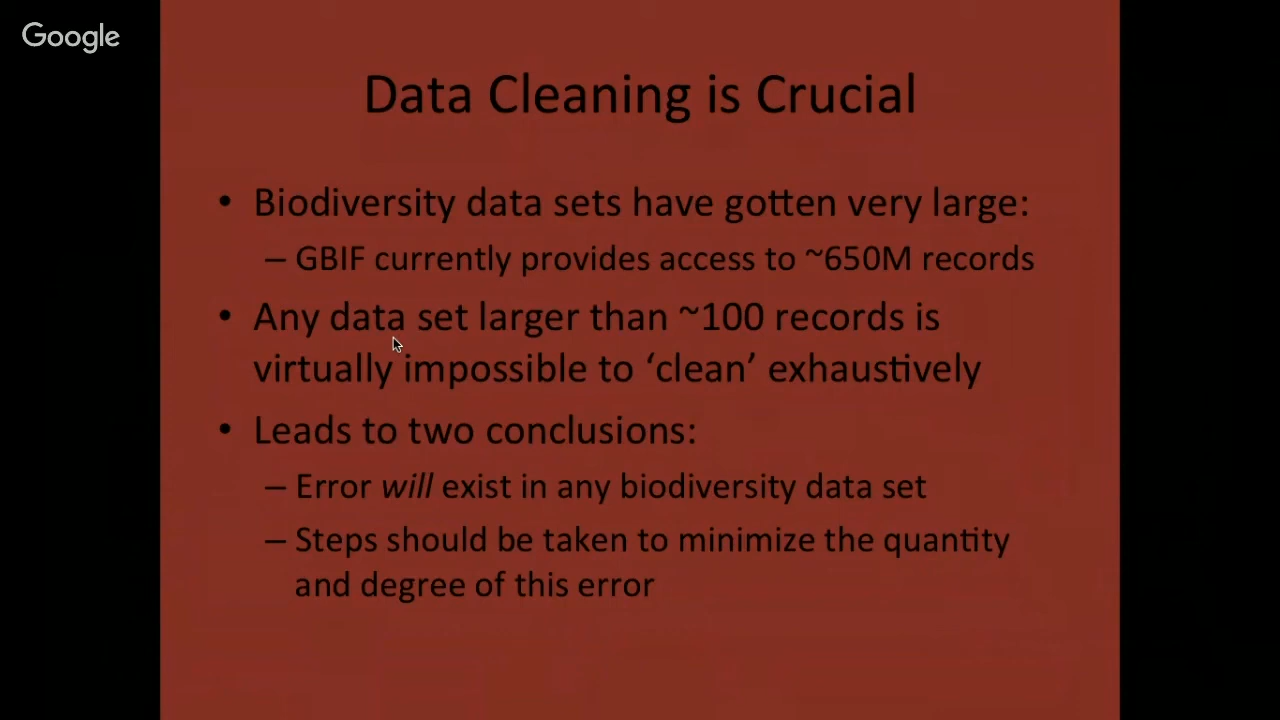 Google
Data Cleaning is Crucial
• Biodiversity data sets have gotten very large:
– GBIF currently provides access to ~650M records
• Any data set larger than ~100 records is
virtually impossible to ‘clean’ exhaustively
• Leads to two conclusions:
– Error will exist in any biodiversity data set
– Steps should be taken to minimize the quantity
and degree of this error